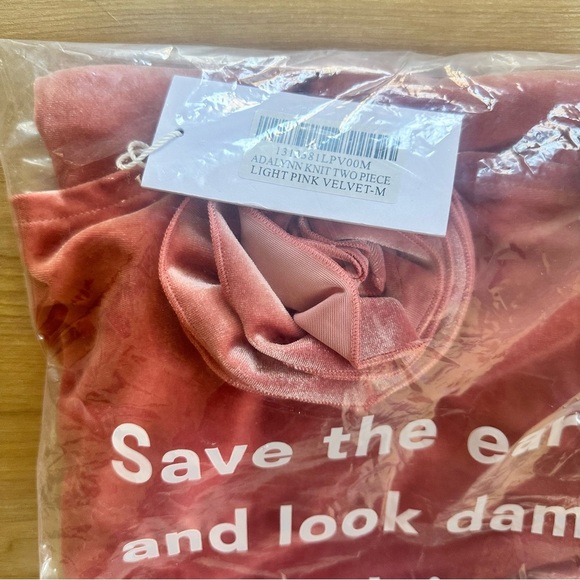 ADALYNN KNIT TWO PIECE
LIGHT PINK VELVET-M
Save the ear
and look dam